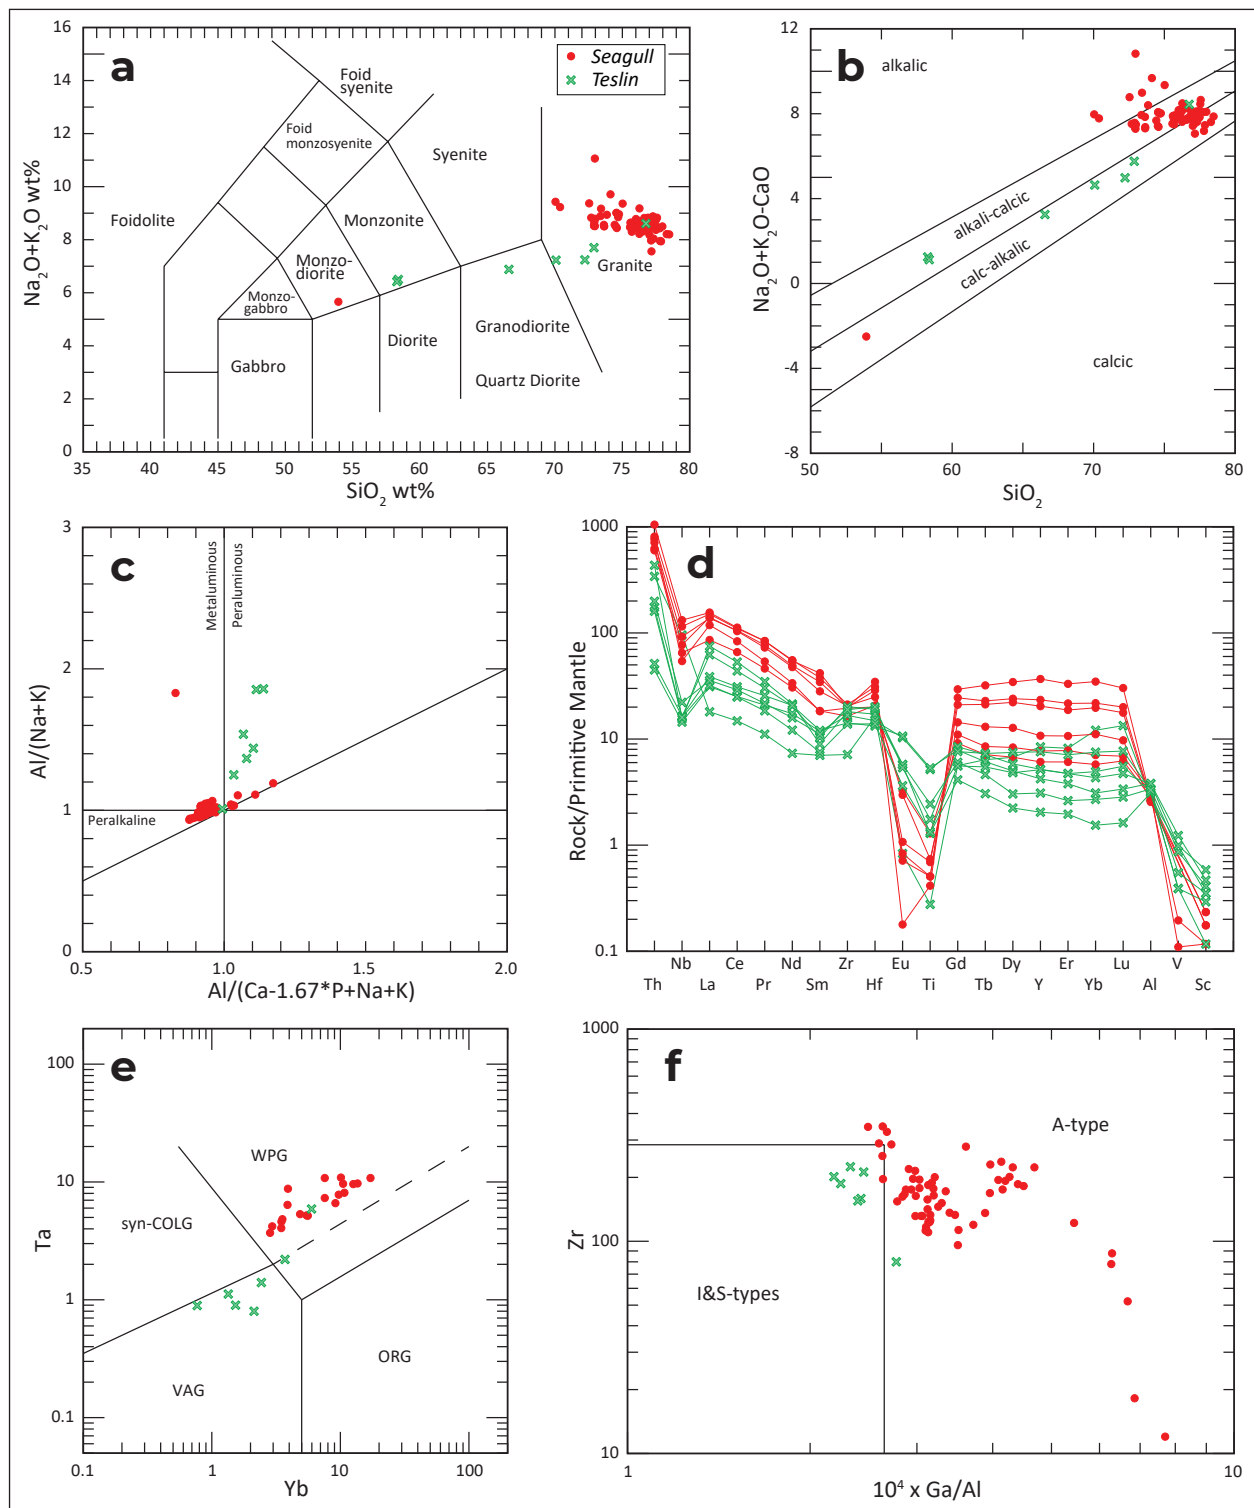 a
16
14
12
10
8
6
4
2
0
Na2O+K2O wt%
35
40
45
50
55
60
65
70
75
80
SiO2 wt%
Seagull
Teslin
Foid
syenite
Foid
monzosyenite
Syenite
Foidolite
Monzonite
Monzo-
diorite
Monzo-
gabbro
Granite
Gabbro
Diorite
Granodiorite
Quartz Diorite
b
12
8
4
0
-4
-8
Na2O+K2O-CaO
50
60
70
80
SiO2
alkalic
alkali-calcic
calc-alkalic
calcic
c
3
2
1
0
Al/(Na+K)
0.5
1.0
1.5
2.0
Al/(Ca-1.67*P+Na+K)
Metaluminous
Peraluminous
Peralkaline
d
1000
100
10
1
0.1
Rock/Primitive Mantle
Nb Ce Nd Zr Eu Gd Dy Er Lu V
Th La Pr Sm Hf Ti Tb Y Yb Al Sc
e
100
10
1
0.1
Ta
0.1
1
10
100
Yb
WPG
syn-COLG
VAG
ORG
f
1000
100
10
Zr
1
10
10⁴ x Ga/Al
A-type
I&S-types